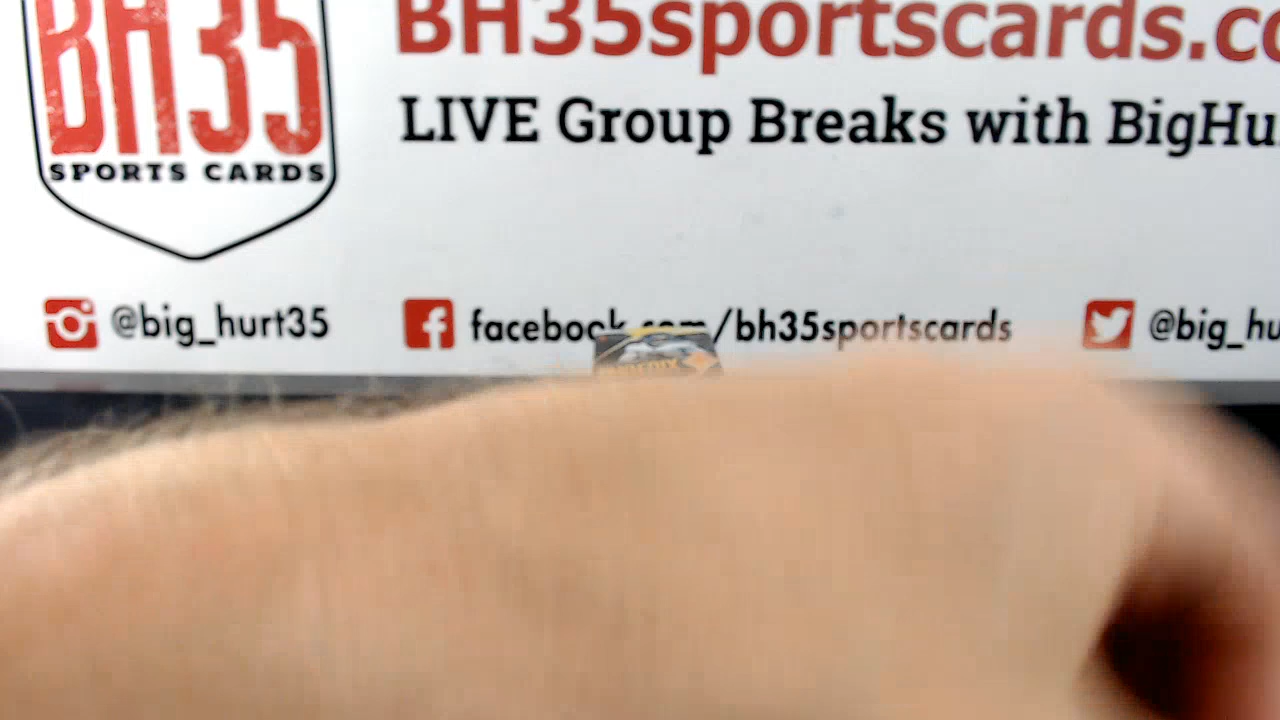 BH35
SPORTS CARDS
BH35sportscards.co
LIVE Group Breaks with BigHu
@big_hurt35
facebook.com/bh35sportscards
@big_hu